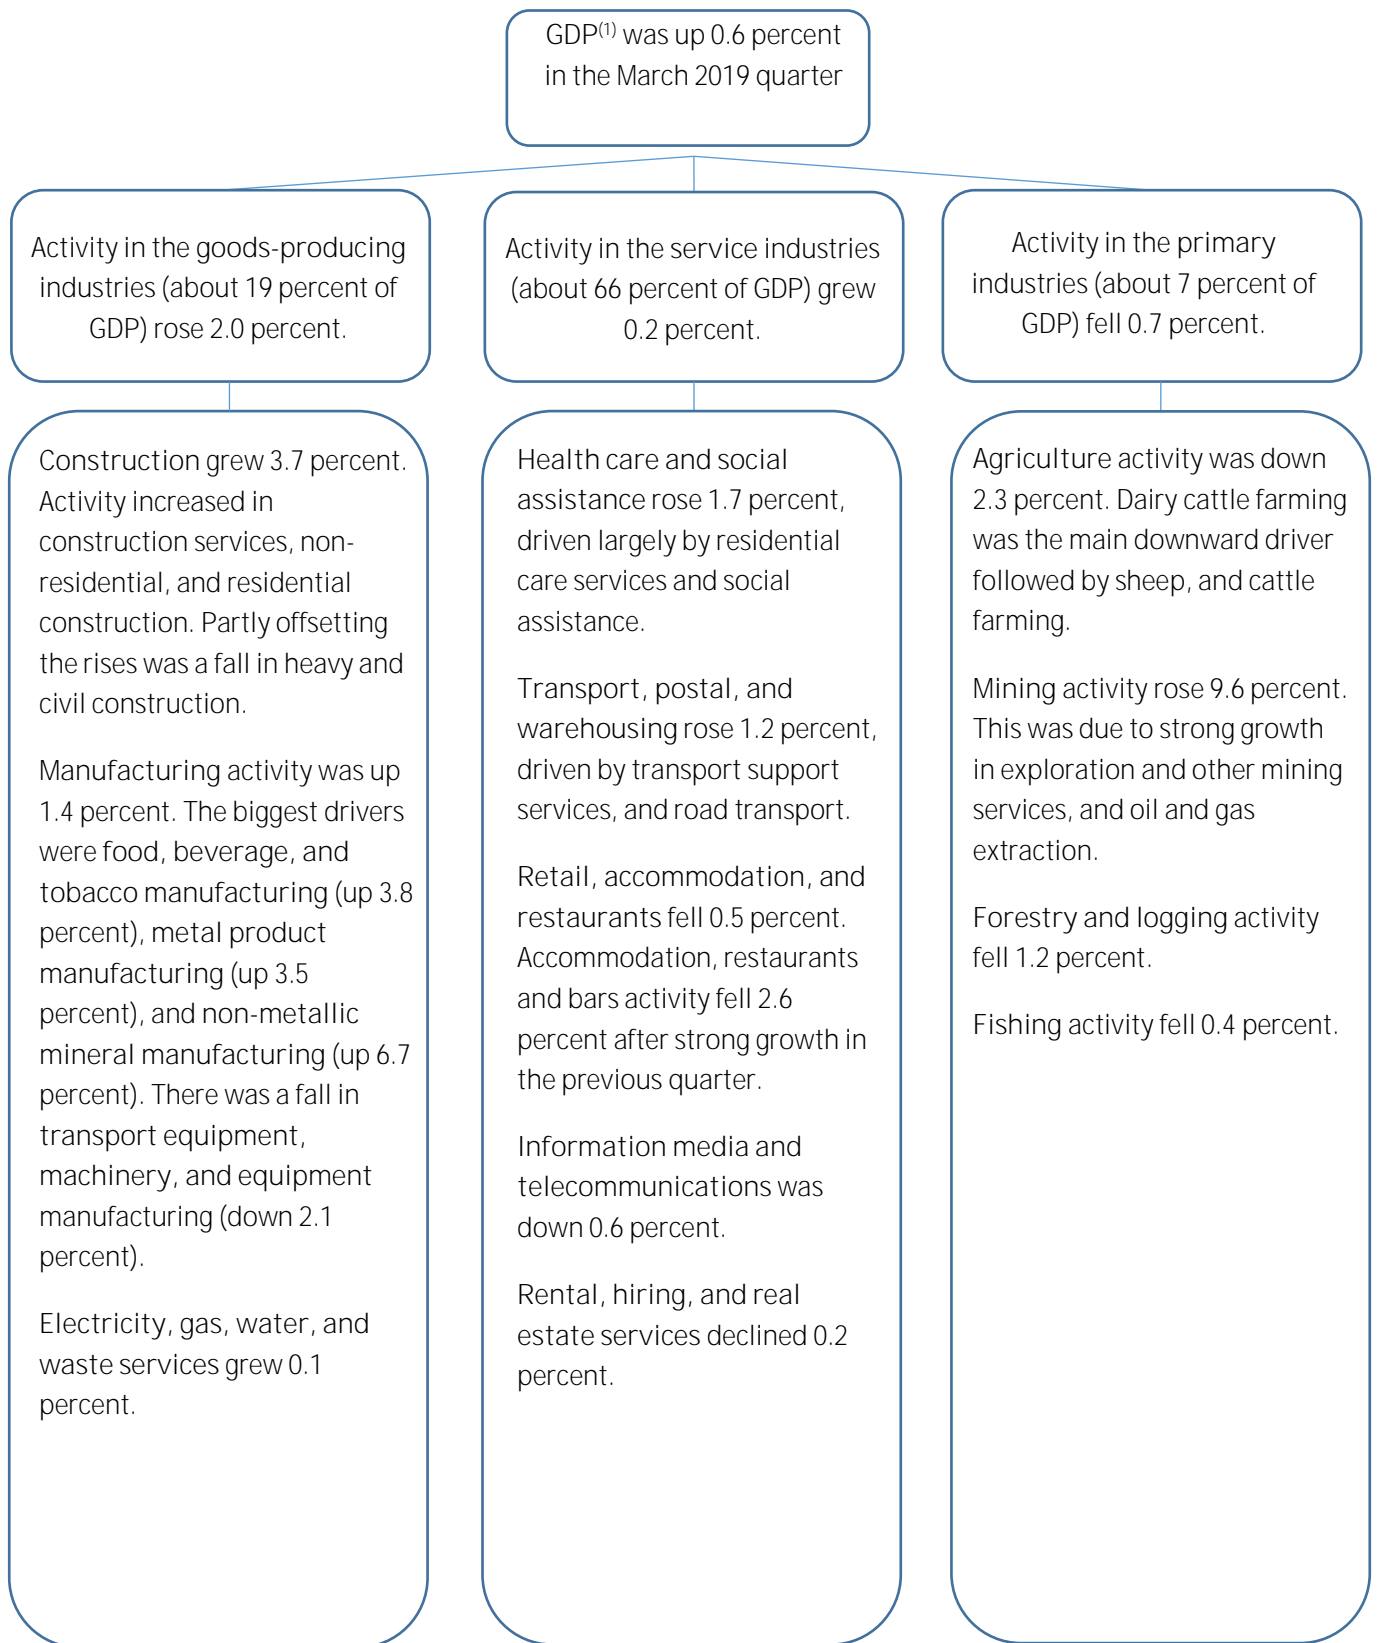 GDP(1) was up 0.6 percent
in the March 2019 quarter
Activity in the goods-producing
industries (about 19 percent of
GDP) rose 2.0 percent.
Activity in the service industries
(about 66 percent of GDP) grew
0.2 percent.
Activity in the primary
industries (about 7 percent of
GDP) fell 0.7 percent.
Construction grew 3.7 percent.
Activity increased in
construction services, non-
residential, and residential
construction. Partly offsetting
the rises was a fall in heavy and
civil construction.
Manufacturing activity was up
1.4 percent. The biggest drivers
were food, beverage, and
tobacco manufacturing (up 3.8
percent), metal product
manufacturing (up 3.5
percent), and non-metallic
mineral manufacturing (up 6.7
percent). There was a fall in
transport equipment,
machinery, and equipment
manufacturing (down 2.1
percent).
Electricity, gas, water, and
waste services grew 0.1
percent.
Health care and social
assistance rose 1.7 percent,
driven largely by residential
care services and social
assistance.
Transport, postal, and
warehousing rose 1.2 percent,
driven by transport support
services, and road transport.
Retail, accommodation, and
restaurants fell 0.5 percent.
Accommodation, restaurants
and bars activity fell 2.6
percent after strong growth in
the previous quarter.
Information media and
telecommunications was
down 0.6 percent.
Rental, hiring, and real
estate services declined 0.2
percent.
Agriculture activity was down
2.3 percent. Dairy cattle farming
was the main downward driver
followed by sheep, and cattle
farming.
Mining activity rose 9.6 percent.
This was due to strong growth
in exploration and other mining
services, and oil and gas
extraction.
Forestry and logging activity
fell 1.2 percent.
Fishing activity fell 0.4 percent.